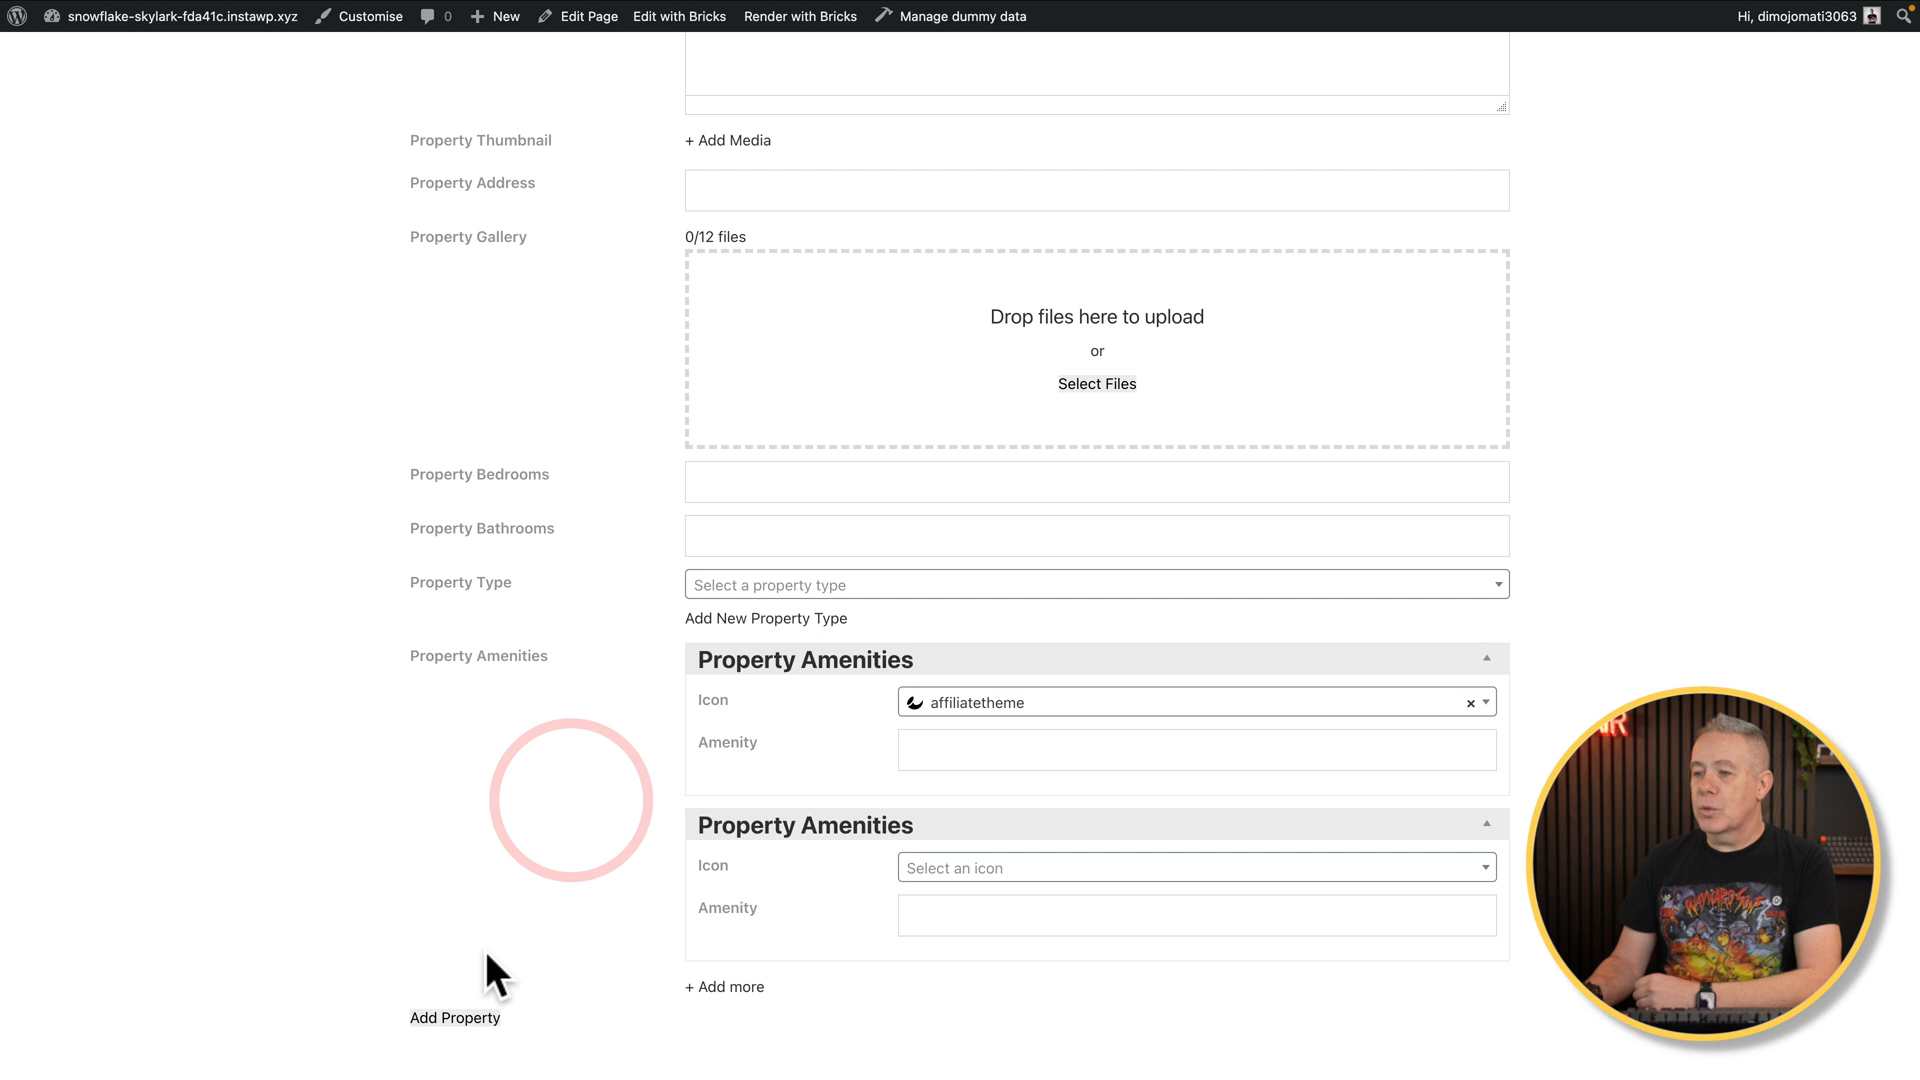 snowflake-skylark-fda41c.instawp.xyz Customise 0 New Edit Page Edit with Bricks Render with Bricks Manage dummy data Hi, dimojomati3063
Property Thumbnail + Add Media
Property Address
Property Gallery 0/12 files
Drop files here to upload
or
Select Files
Property Bedrooms
Property Bathrooms
Property Type Select a property type
Add New Property Type
Property Amenities Property Amenities
Icon affiliatetheme ×
Amenity
Property Amenities
Icon Select an icon
Amenity
+ Add more
Add Property